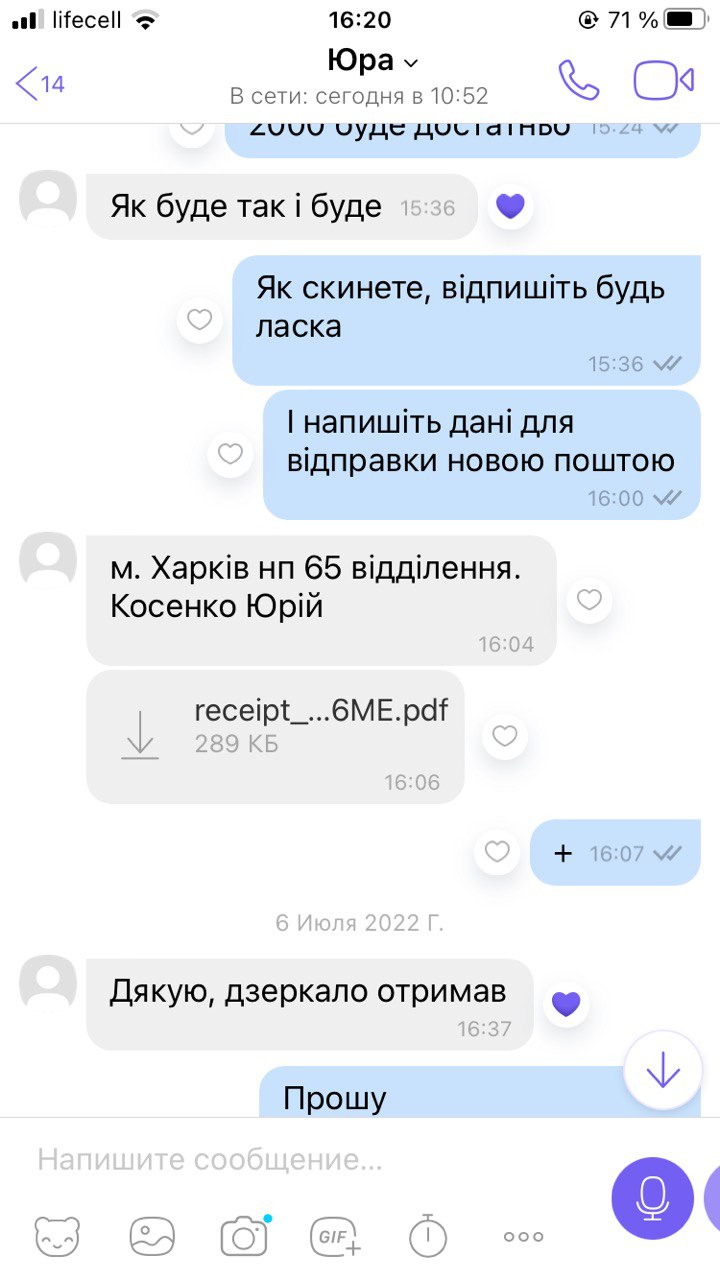 lifecell
16:20
71 %
14
Юра
В сети: сегодня в 10:52
2000 буде достатньо 15:24
Як буде так і буде 15:36
Як скинете, відпишіть будь
ласка
15:36
І напишіть дані для
відправки новою поштою
16:00
м. Харків нп 65 відділення.
Косенко Юрій
16:04
receipt_...6ME.pdf
289 КБ
16:06
+ 16:07
6 Июля 2022 Г.
Дякую, дзеркало отримав
16:37
Прошу
Напишите сообщение...
GIF